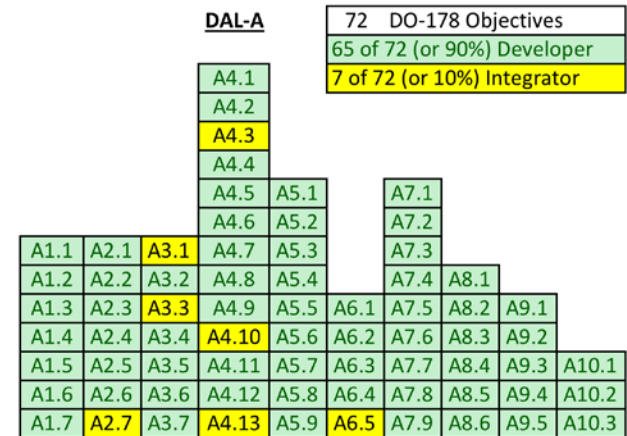 DAL-A
72 DO-178 Objectives
65 of 72 (or 90%) Developer
7 of 72 (or 10%) Integrator
A4.1
A4.2
A4.3
A4.4
A4.5 A5.1 A7.1
A4.6 A5.2 A7.2
A1.1 A2.1 A3.1 A4.7 A5.3 A7.3
A1.2 A2.2 A3.2 A4.8 A5.4 A7.4 A8.1
A1.3 A2.3 A3.3 A4.9 A5.5 A6.1 A7.5 A8.2 A9.1
A1.4 A2.4 A3.4 A4.10 A5.6 A6.2 A7.6 A8.3 A9.2
A1.5 A2.5 A3.5 A4.11 A5.7 A6.3 A7.7 A8.4 A9.3 A10.1
A1.6 A2.6 A3.6 A4.12 A5.8 A6.4 A7.8 A8.5 A9.4 A10.2
A1.7 A2.7 A3.7 A4.13 A5.9 A6.5 A7.9 A8.6 A9.5 A10.3